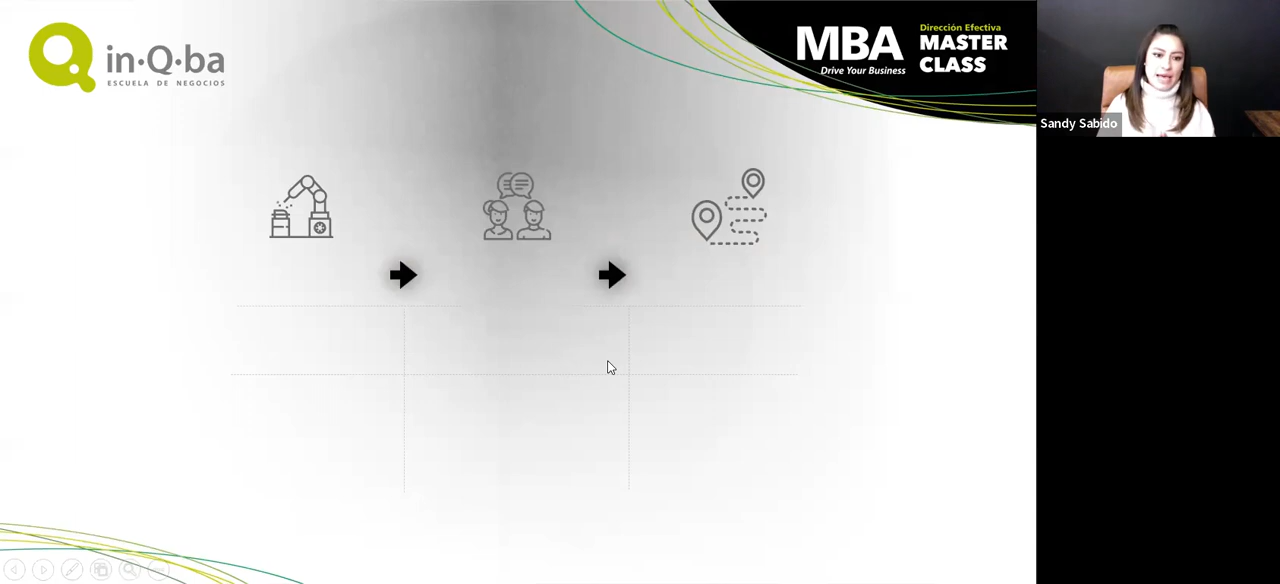 in·Q·ba
ESCUELA DE NEGOCIOS
MBA
Drive Your Business
Dirección Efectiva
MASTER
CLASS
Sandy Sabido